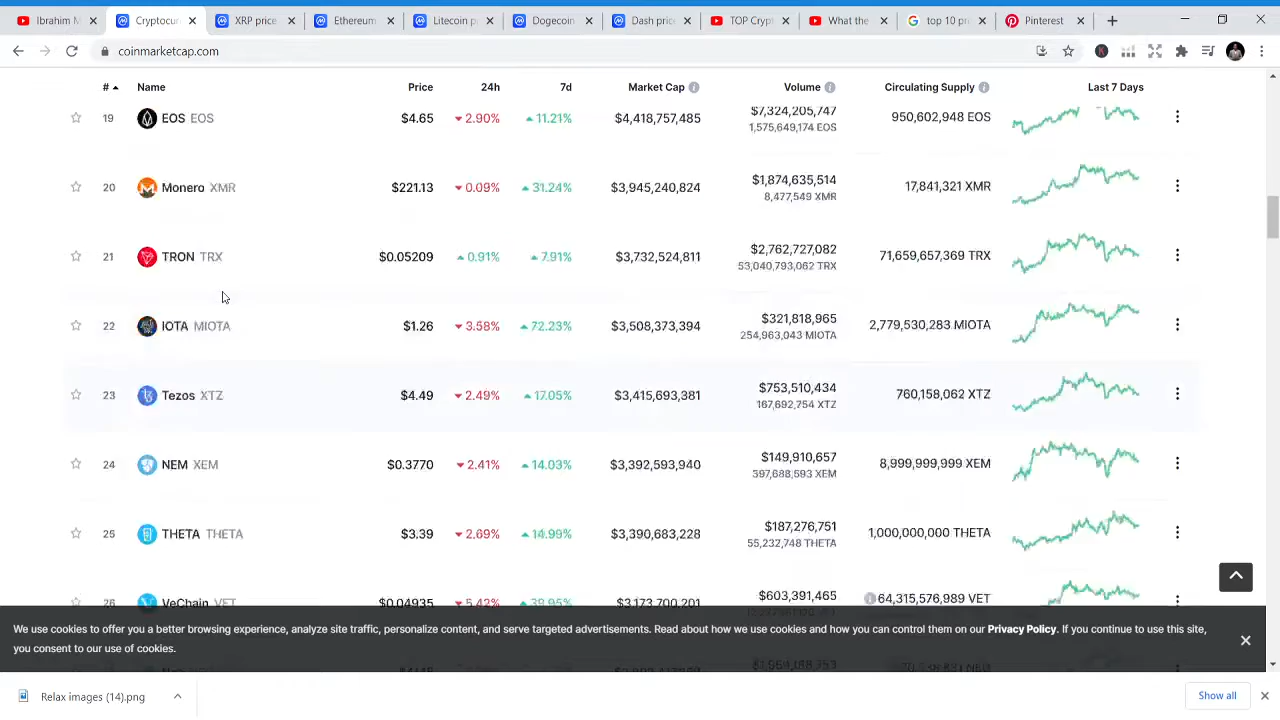 Ibrahim M
Cryptocur
XRP price
Ethereum
Litecoin p
Dogecoin
Dash price
TOP Crypt
What the
top 10 pr
Pinterest
coinmarketcap.com
# Name Price 24h 7d Market Cap Volume Circulating Supply Last 7 Days
19 EOS EOS $4.65 2.90% 11.21% $4,418,757,485 $7,324,205,747 950,602,948 EOS
1,575,649,174 EOS
20 Monero XMR $221.13 0.09% 31.24% $3,945,240,824 $1,874,635,514 17,841,321 XMR
8,477,549 XMR
21 TRON TRX $0.05209 0.91% 7.91% $3,732,524,811 $2,762,727,082 71,659,657,369 TRX
53,040,793,062 TRX
22 IOTA MIOTA $1.26 3.58% 72.23% $3,508,373,394 $321,818,965 2,779,530,283 MIOTA
254,963,043 MIOTA
23 Tezos XTZ $4.49 2.49% 17.05% $3,415,693,381 $753,510,434 760,158,062 XTZ
167,692,754 XTZ
24 NEM XEM $0.3770 2.41% 14.03% $3,392,593,940 $149,910,657 8,999,999,999 XEM
397,688,593 XEM
25 THETA THETA $3.39 2.69% 14.99% $3,390,683,228 $187,276,751 1,000,000,000 THETA
55,232,748 THETA
26 VeChain VET $0.04935 5.42% 39.95% $3,173,700,201 $603,391,465 64,315,576,989 VET
We use cookies to offer you a better browsing experience, analyze site traffic, personalize content, and serve targeted advertisements. Read about how we use cookies and how you can control them on our Privacy Policy. If you continue to use this site,
you consent to our use of cookies.
Relax images (14).png
Show all